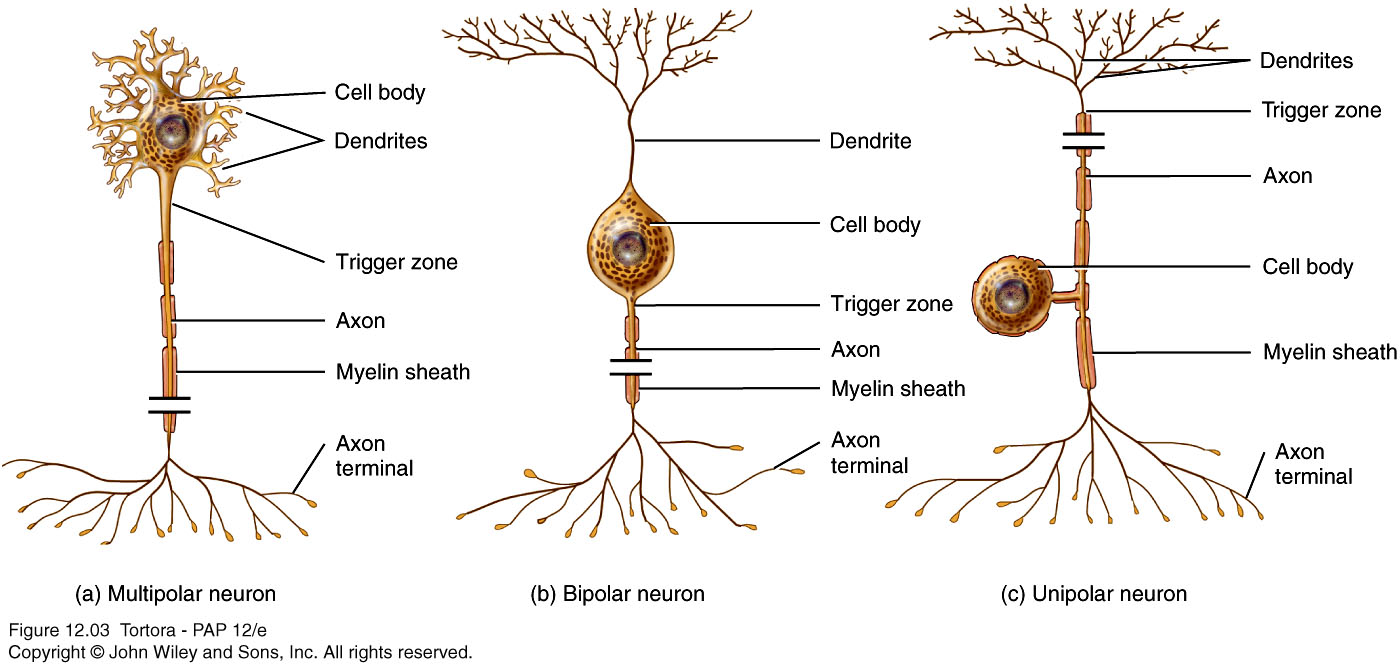 Cell body
Dendrites
Trigger zone
Axon
Myelin sheath
Axon
terminal
(a) Multipolar neuron
Dendrite
Cell body
Trigger zone
Axon
Myelin sheath
Axon
terminal
(b) Bipolar neuron
Dendrites
Trigger zone
Axon
Cell body
Myelin sheath
Axon
terminal
(c) Unipolar neuron
Figure 12.03 Tortora - PAP 12/e
Copyright © John Wiley and Sons, Inc. All rights reserved.